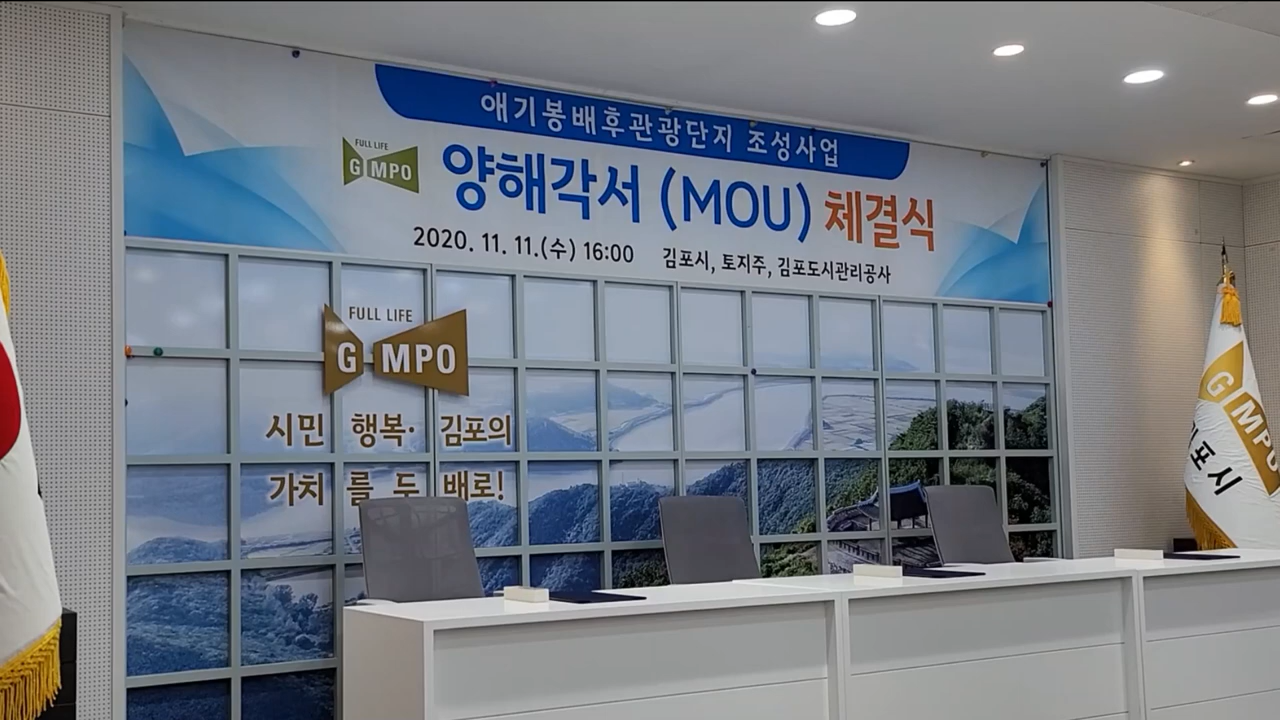 애기봉배후관광단지 조성사업
FULL LIFE
G MPO
양해각서 (MOU) 체결식
2020. 11. 11.(수) 16:00 김포시, 토지주, 김포도시관리공사
FULL LIFE
G MPO
시민 행복· 김포의
가치 를 두 배로!
G MPO
김포시